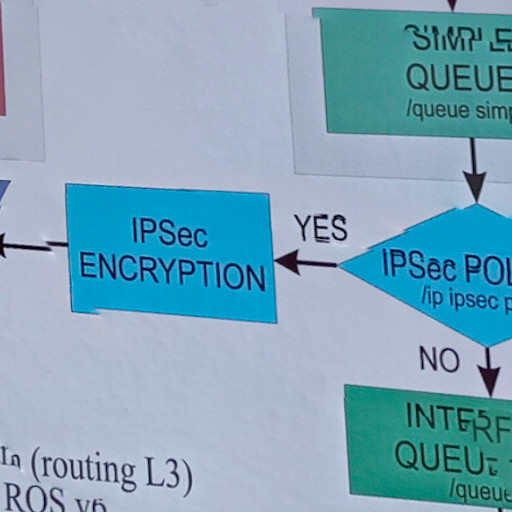 SIMPLE
QUEUE
/queue simp
IPSec
ENCRYPTION
YES
IPSec POL
/ip ipsec p
NO
INTERF
QUEUE
/queue
(routing L3)
ROS v6